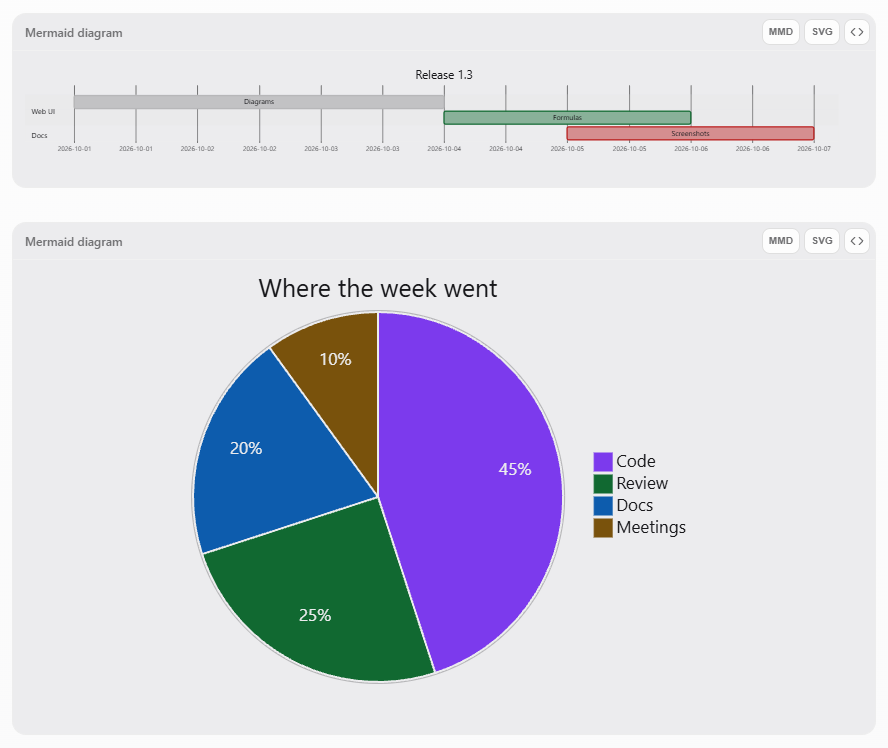 Mermaid diagram
MMD SVG <>
Release 1.3
Diagrams
Web UI
Formulas
Docs
Screenshots
2026-10-01 2026-10-01 2026-10-02 2026-10-02 2026-10-03 2026-10-03 2026-10-04 2026-10-04 2026-10-05 2026-10-05 2026-10-06 2026-10-06 2026-10-07
Mermaid diagram
MMD SVG <>
Where the week went
10%
20%
45%
25%
Code
Review
Docs
Meetings